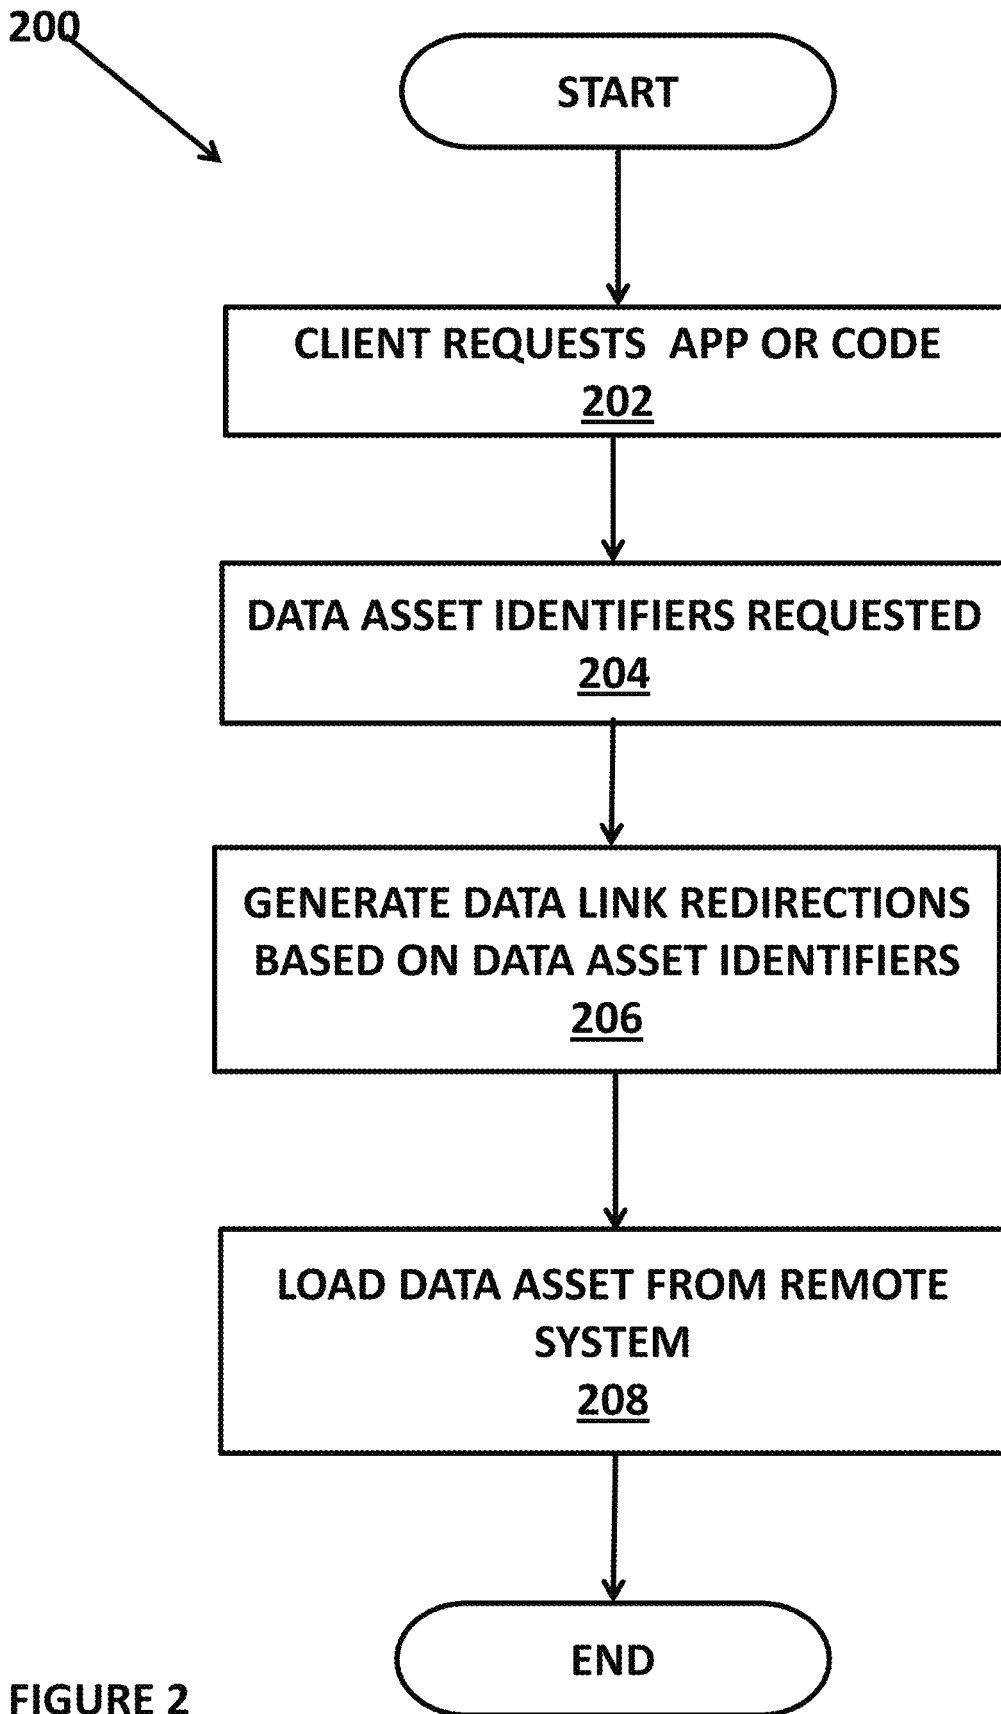 200
START
CLIENT REQUESTS APP OR CODE
202
DATA ASSET IDENTIFIERS REQUESTED
204
GENERATE DATA LINK REDIRECTIONS
BASED ON DATA ASSET IDENTIFIERS
206
LOAD DATA ASSET FROM REMOTE
SYSTEM
208
END
FIGURE 2